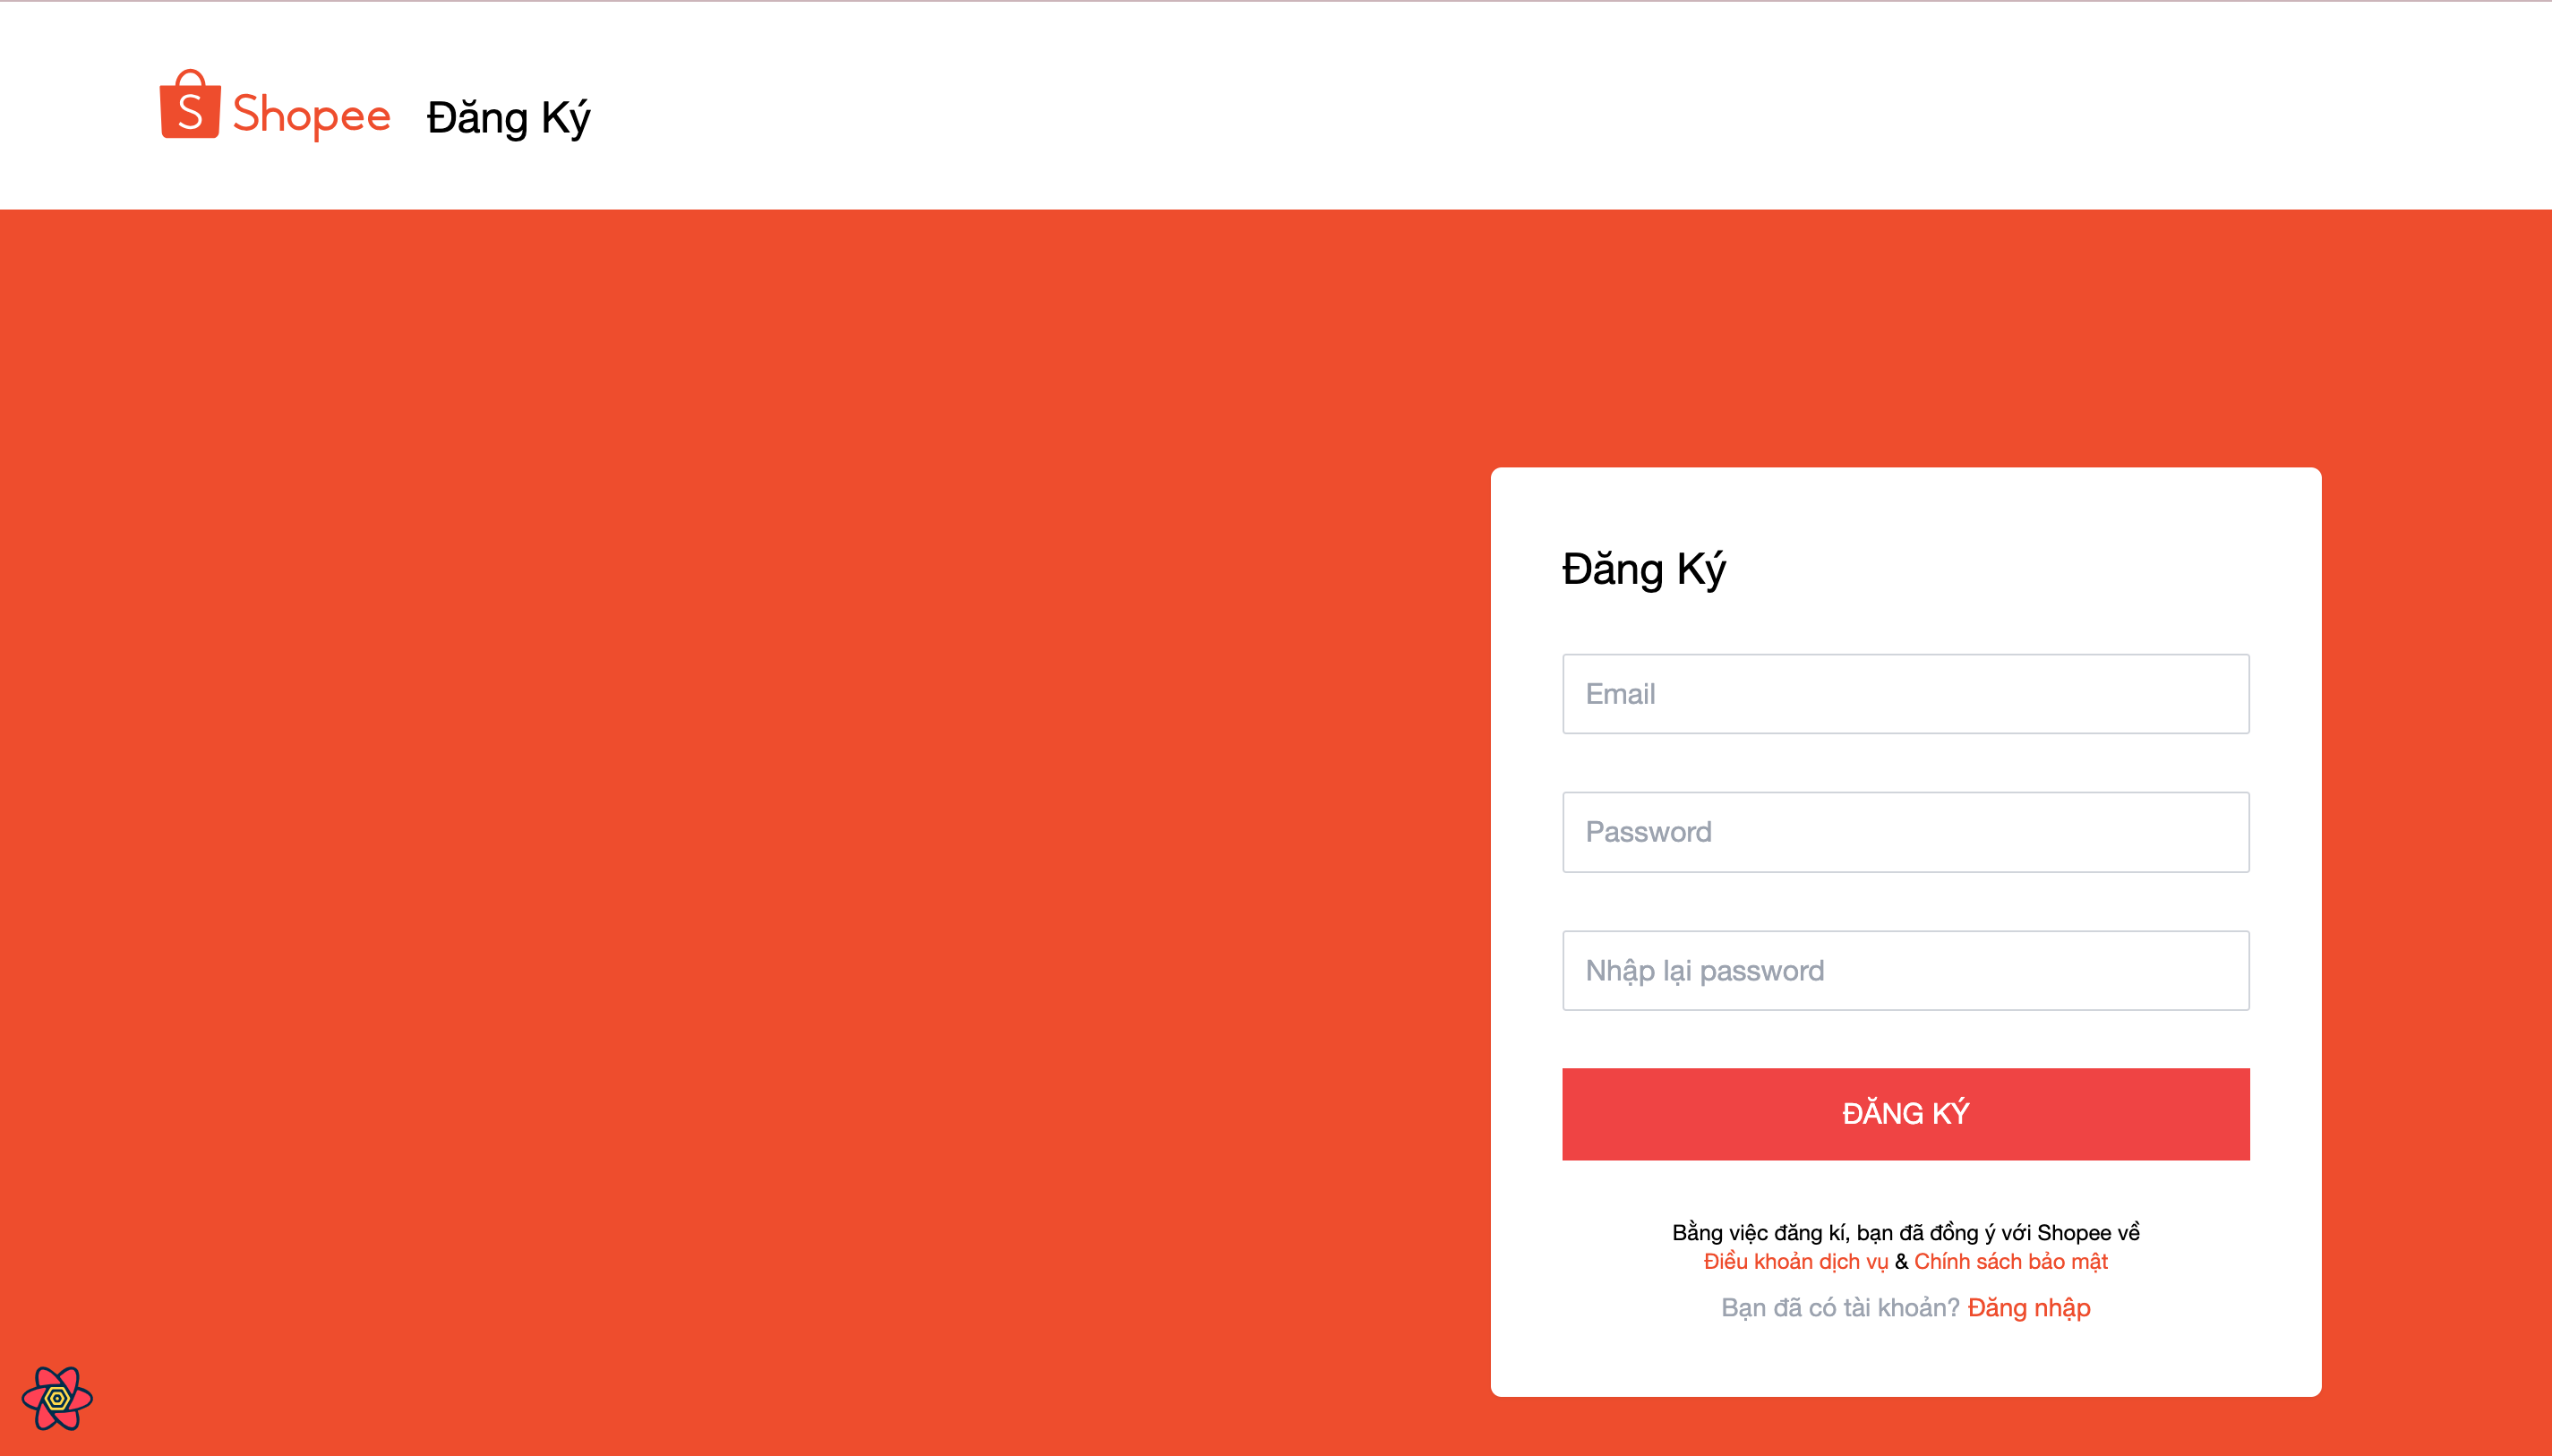 Shopee Đăng Ký
Đăng Ký
Email
Password
Nhập lại password
ĐĂNG KÝ
Bằng việc đăng kí, bạn đã đồng ý với Shopee về
Điều khoản dịch vụ & Chính sách bảo mật
Bạn đã có tài khoản? Đăng nhập